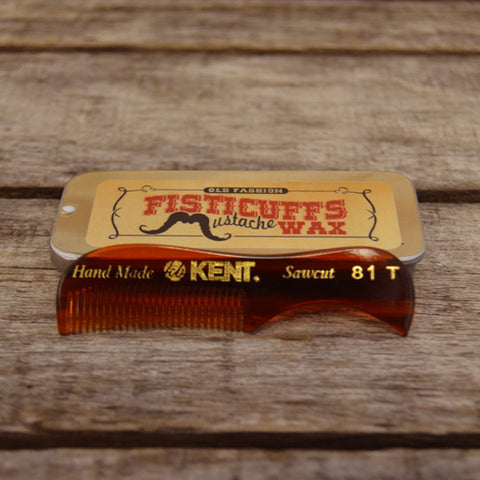 OLD FASHION
FISTICUFFS
Mustache WAX
Hand Made KENT. Sawcut 81 T